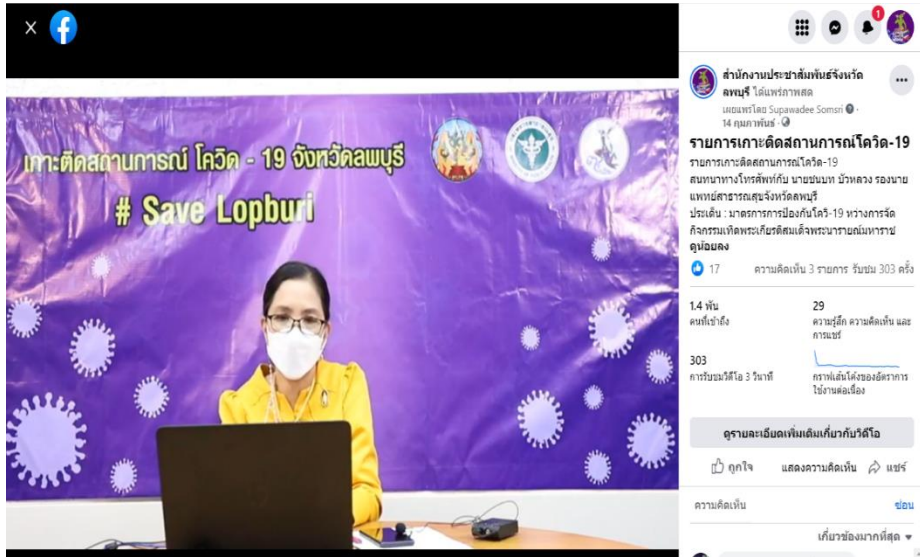 เกาะติดสถานการณ์ โควิด - 19 จังหวัดลพบุรี
# Save Lopburi
1
สำนักงานประชาสัมพันธ์จังหวัด
ลพบุรี ได้แพร่ภาพสด
เผยแพร่โดย Supawadee Somsri
14 กุมภาพันธ์
รายการเกาะติดสถานการณ์โควิด-19
รายการเกาะติดสถานการณ์โควิด-19
สนทนาทางโทรศัพท์กับ นายชนบท บัวหลวง รองนาย
แพทย์สาธารณสุขจังหวัดลพบุรี
ประเด็น : มาตรการการป้องกันโควิ-19 หว่างการจัด
กิจกรรมเทิดพระเกียรติสมเด็จพระนารายณ์มหาราช
ดูน้อยลง
17 ความคิดเห็น 3 รายการ รับชม 303 ครั้ง
1.4 พัน
คนที่เข้าถึง
29
ความรู้สึก ความคิดเห็น และ
การแชร์
303
การรับชมวิดีโอ 3 วินาที
กราฟเส้นโค้งของอัตราการ
ใช้งานต่อเนื่อง
ดูรายละเอียดเพิ่มเติมเกี่ยวกับวิดีโอ
ถูกใจ แสดงความคิดเห็น แชร์
ความคิดเห็น ซ่อน
เกี่ยวข้องมากที่สุด